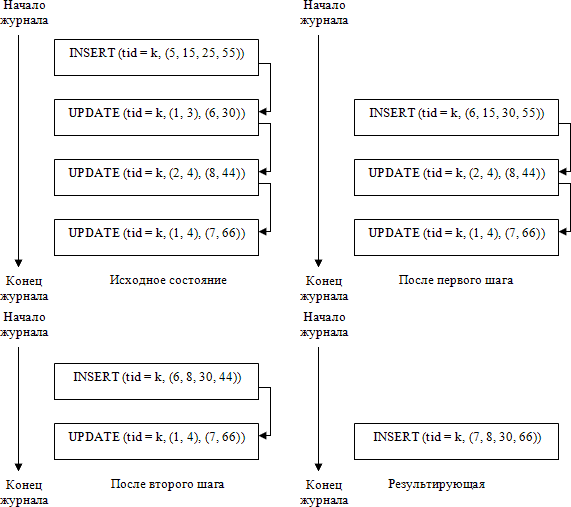 Начало
журнала
INSERT (tid = k, (5, 15, 25, 55))
UPDATE (tid = k, (1, 3), (6, 30))
UPDATE (tid = k, (2, 4), (8, 44))
UPDATE (tid = k, (1, 4), (7, 66))
Конец
журнала
Исходное состояние
Начало
журнала
INSERT (tid = k, (6, 15, 30, 55))
UPDATE (tid = k, (2, 4), (8, 44))
UPDATE (tid = k, (1, 4), (7, 66))
Конец
журнала
После первого шага
Начало
журнала
INSERT (tid = k, (6, 8, 30, 44))
UPDATE (tid = k, (1, 4), (7, 66))
Конец
журнала
После второго шага
Начало
журнала
INSERT (tid = k, (7, 8, 30, 66))
Конец
журнала
Результирующая